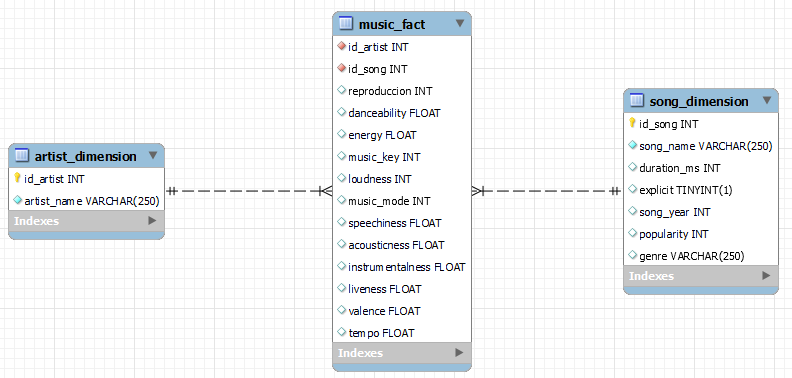 artist_dimension
id_artist INT
artist_name VARCHAR(250)
Indexes
music_fact
id_artist INT
id_song INT
reproduccion INT
danceability FLOAT
energy FLOAT
music_key INT
loudness INT
music_mode INT
speechiness FLOAT
acousticness FLOAT
instrumentalness FLOAT
liveness FLOAT
valence FLOAT
tempo FLOAT
Indexes
song_dimension
id_song INT
song_name VARCHAR(250)
duration_ms INT
explicit TINYINT(1)
song_year INT
popularity INT
genre VARCHAR(250)
Indexes